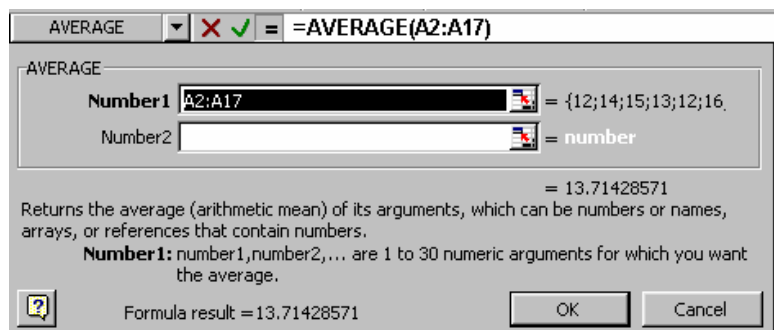 AVERAGE = =AVERAGE(A2:A17)
AVERAGE
Number1 A2:A17 = {12;14;15;13;12;16
Number2 = number
= 13.71428571
Returns the average (arithmetic mean) of its arguments, which can be numbers or names,
arrays, or references that contain numbers.
Number1: number1,number2,... are 1 to 30 numeric arguments for which you want
the average.
? Formula result =13.71428571 OK Cancel